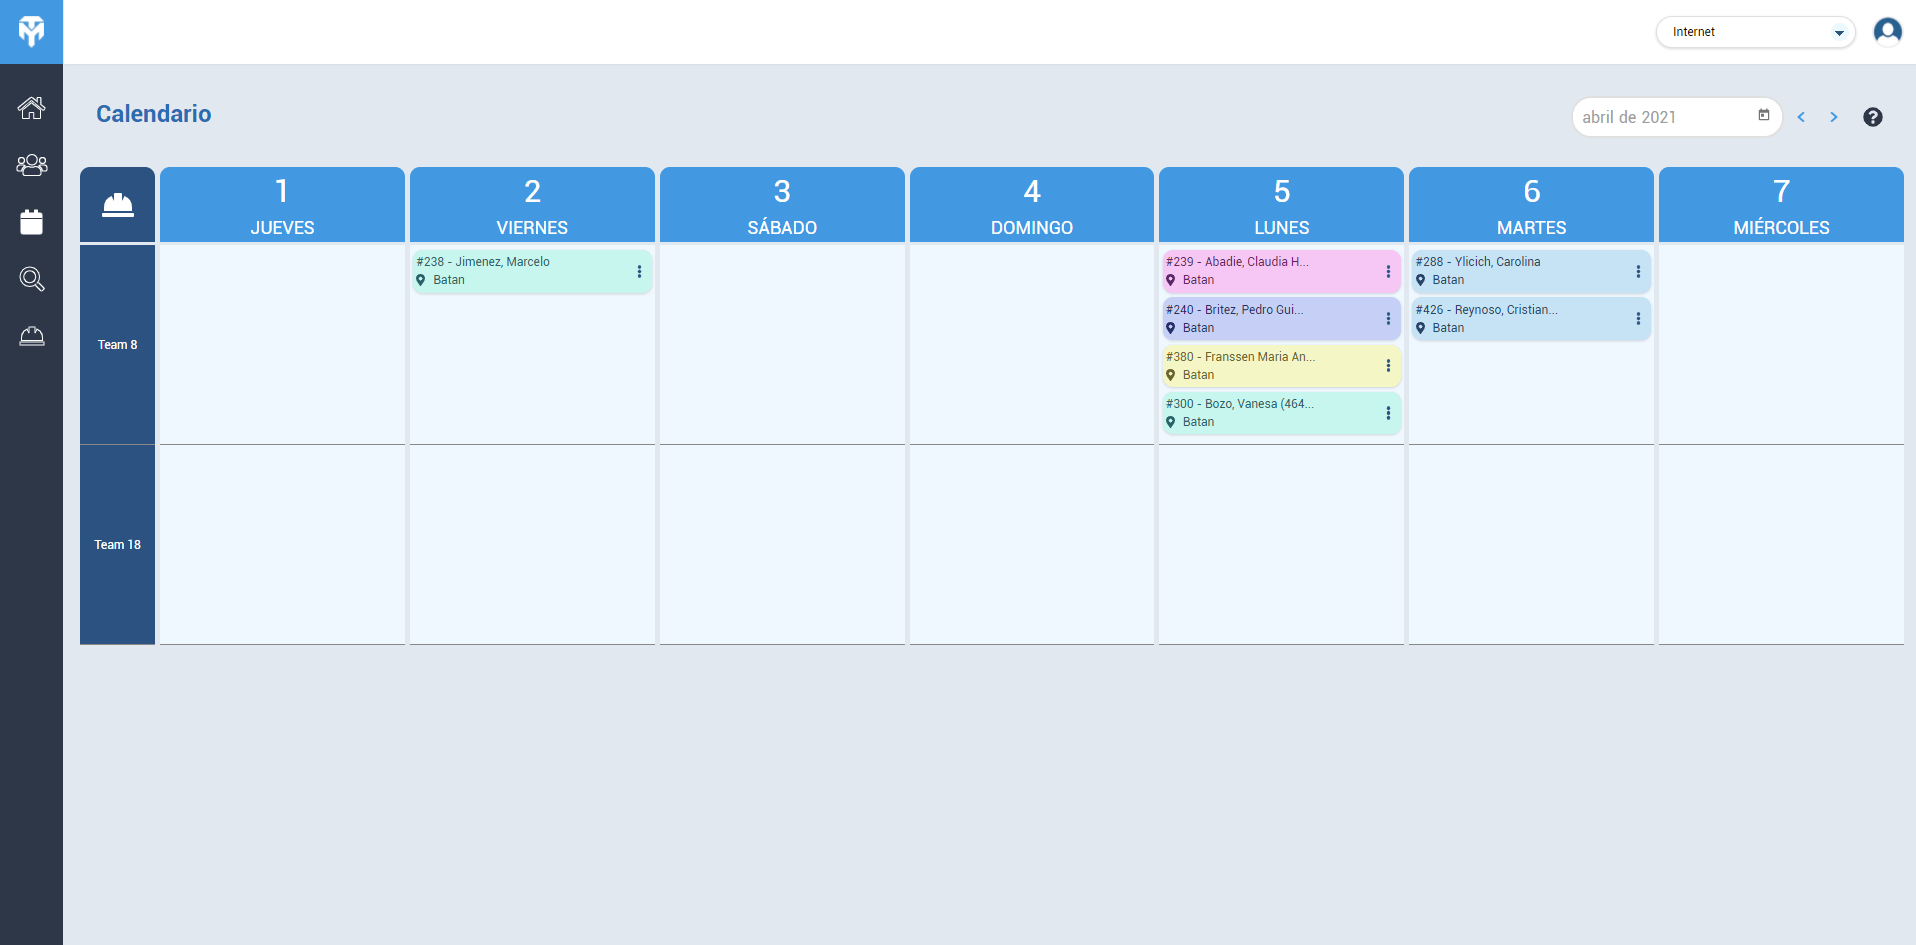 Internet
Calendario
abril de 2021
1
JUEVES
2
VIERNES
3
SÁBADO
4
DOMINGO
5
LUNES
6
MARTES
7
MIÉRCOLES
Team 8
#238 - Jimenez, Marcelo
Batan
#239 - Abadie, Claudia H...
Batan
#240 - Britez, Pedro Gui...
Batan
#380 - Franssen Maria An...
Batan
#300 - Bozo, Vanesa (464...
Batan
#288 - Ylicich, Carolina
Batan
#426 - Reynoso, Cristian...
Batan
Team 18